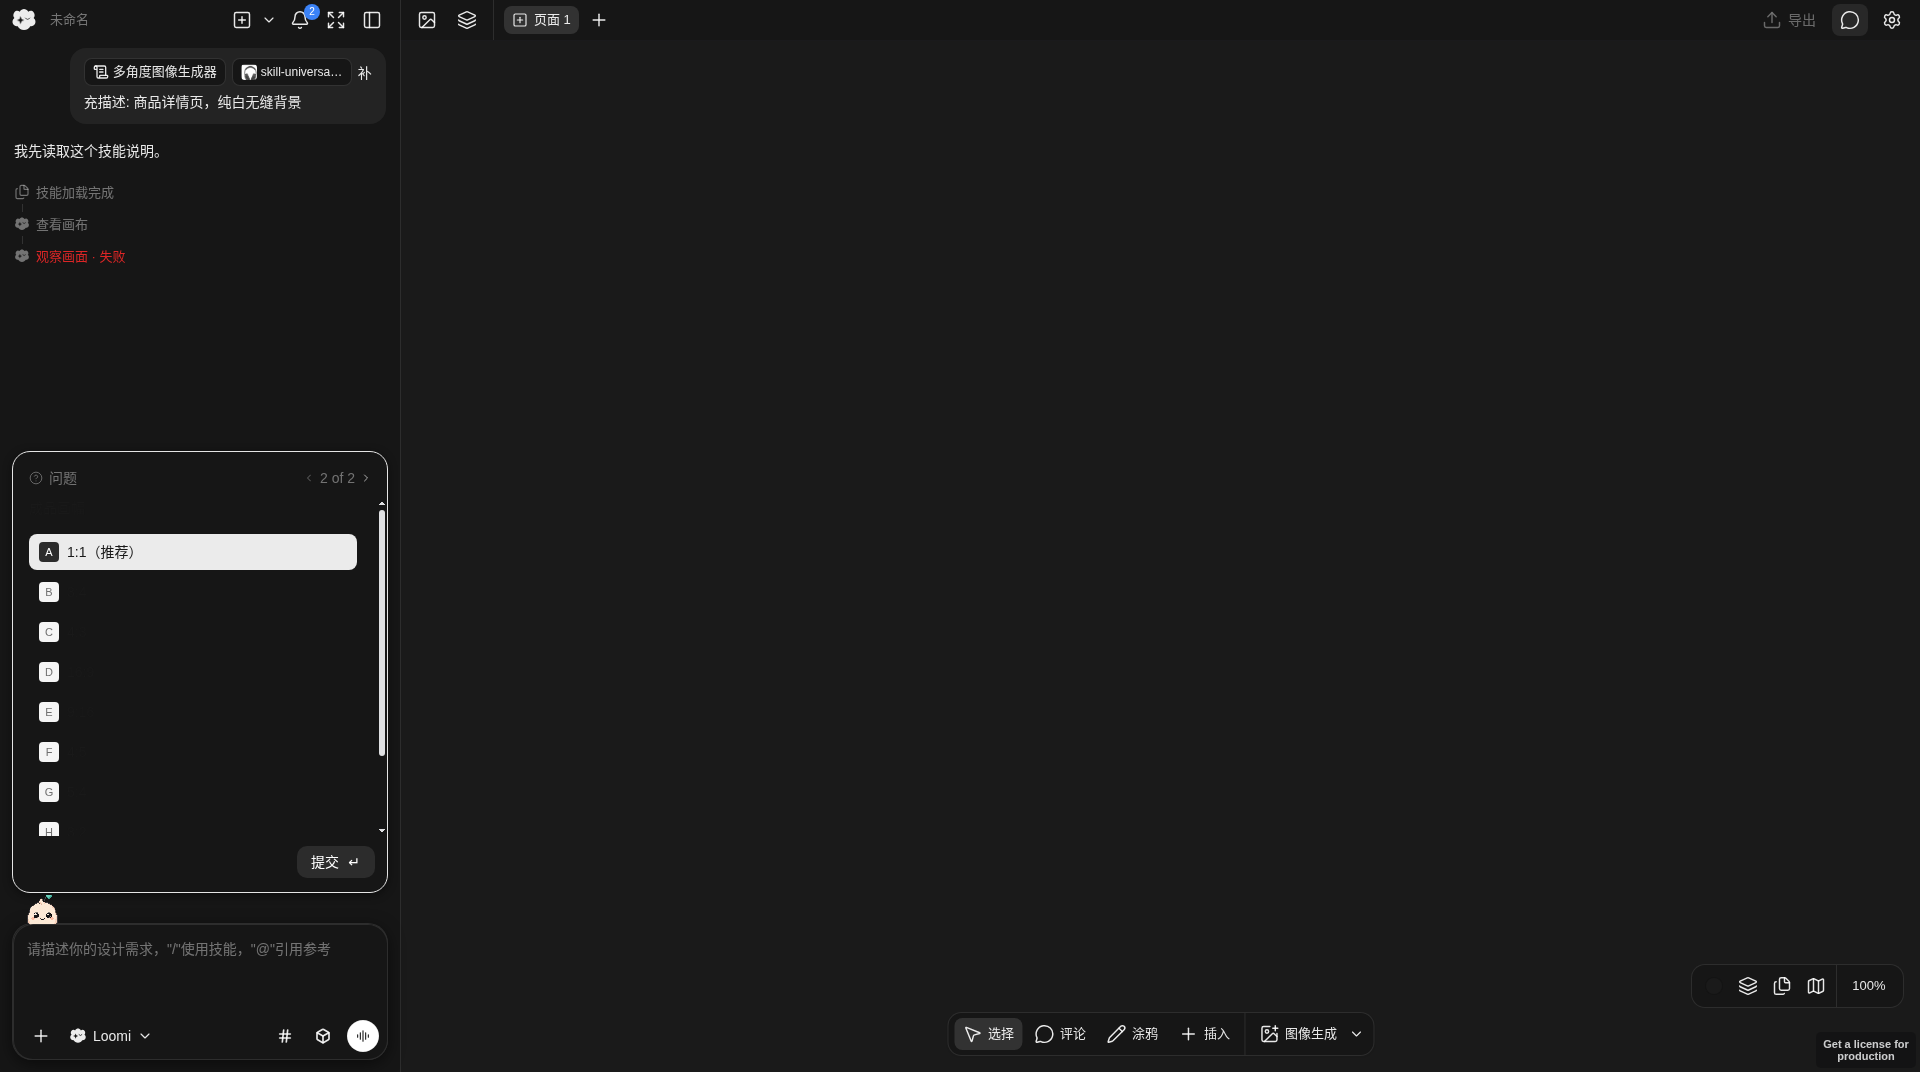 未命名
2
页面 1
导出
多角度图像生成器 skill-universa... 补
充描述: 商品详情页，纯白无缝背景
我先读取这个技能说明。
技能加载完成
查看画布
观察画面 · 失败
问题
2 of 2
A 1:1（推荐）
B
C
D
E
F
G
H
提交
请描述你的设计需求，"/"使用技能，"@"引用参考
Loomi
选择 评论 涂鸦 插入 图像生成
100%
Get a license for
production